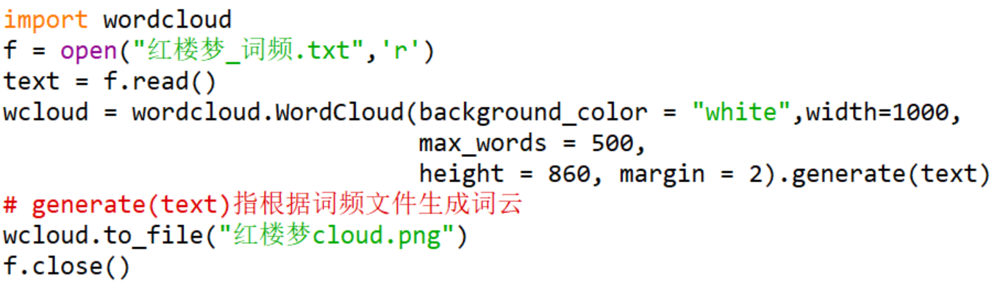 import wordcloud
f = open("红楼梦_词频.txt",'r')
text = f.read()
wcloud = wordcloud.WordCloud(background_color = "white",width=1000,
max_words = 500,
height = 860, margin = 2).generate(text)
# generate(text)指根据词频文件生成词云
wcloud.to_file("红楼梦cloud.png")
f.close()